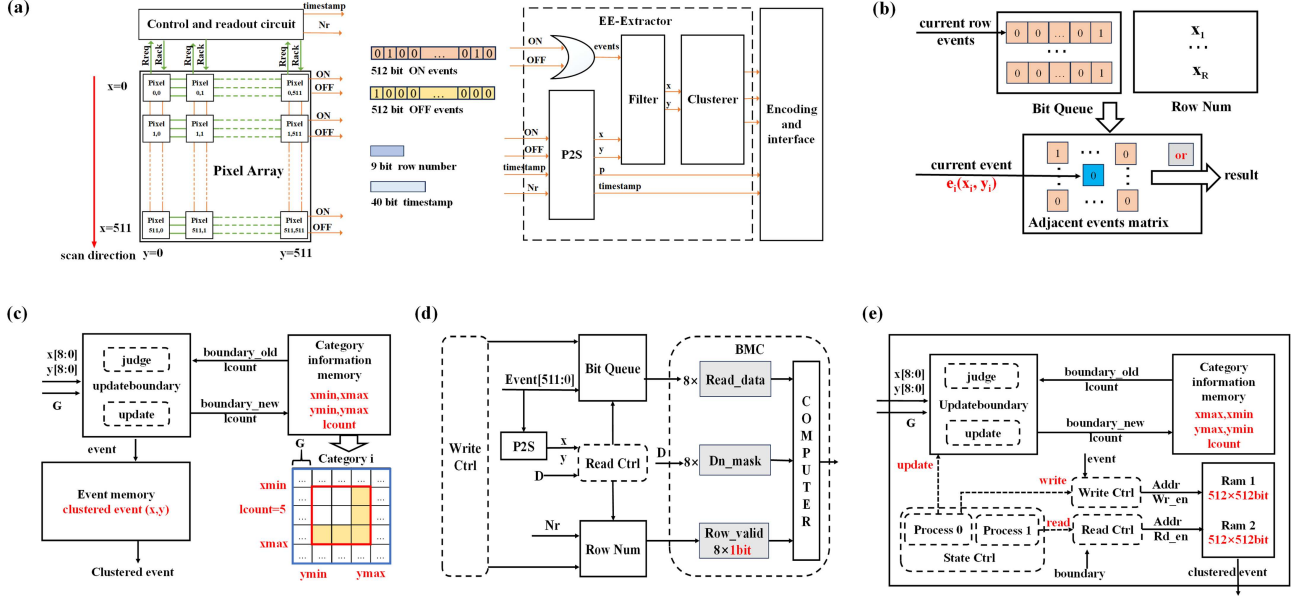 (a)
Control and readout circuit
timestamp
Nr
Rreq
Rack
Rreq
Rack
Rreq
Rack
x=0
Pixel
0,0
Pixel
0,1
Pixel
0,511
ON
OFF
Pixel
1,0
Pixel
1,1
Pixel
1,511
ON
OFF
Pixel Array
Pixel
511,0
Pixel
511,1
Pixel
511,511
ON
OFF
x=511
scan direction
y=0
y=511
0 1 0 0 ... 0 1 0
512 bit ON events
1 0 0 0 ... 0 0 0
512 bit OFF events
9 bit row number
40 bit timestamp
EE-Extractor
ON
OFF
events
Filter
x
y
Clusterer
Encoding
and
interface
ON
OFF
timestamp
Nr
P2S
x
y
p
timestamp
(b)
current row
events
0 0 ... 0 1
...
0 0 ... 0 1
x1
...
xR
Bit Queue
Row Num
current event
ei(xi, yi)
1 ... 0
0
0 ... 0
or
result
Adjacent events matrix
(c)
x[8:0]
y[8:0]
G
judge
updateboundary
update
boundary_old
lcount
boundary_new
lcount
Category
information
memory
xmin,xmax
ymin,ymax
lcount
event
Event memory
clustered event (x,y)
Clustered event
G
Category i
xmin
lcount=5
xmax
... ... ... ... ...
... ...
... ...
... ...
... ... ... ... ...
ymin
ymax
(d)
Write
Ctrl
Event[511:0]
Bit Queue
P2S
x
y
D
Read Ctrl
D
Nr
Row Num
BMC
8× Read_data
8× Dn_mask
Row_valid
8×1bit
C
O
M
P
U
T
E
R
(e)
x[8:0]
y[8:0]
G
judge
Updateboundary
update
boundary_old
lcount
boundary_new
lcount
Category
information
memory
xmax,xmin
ymax,ymin
lcount
update
event
write
Write Ctrl
Addr
Wr_en
Process 0
Process 1
State Ctrl
read
Read Ctrl
Addr
Rd_en
boundary
Ram 1
512×512bit
Ram 2
512×512bit
clustered event